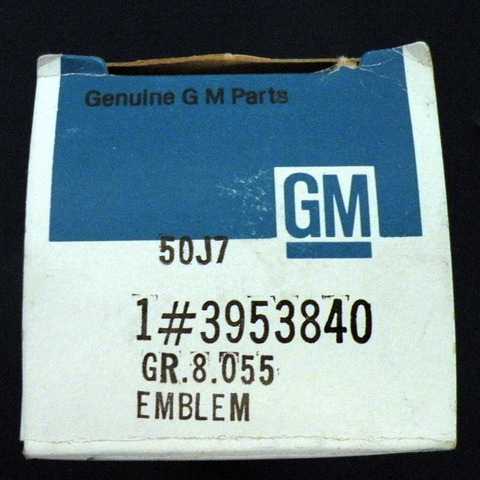 Genuine G M Parts
GM
50J7
1#3953840
GR.8.055
EMBLEM